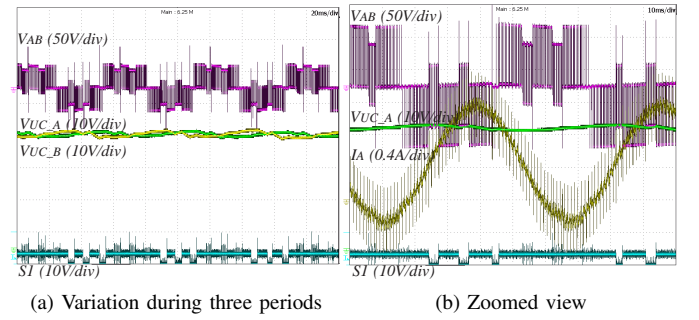 Main : 6.25 M
20ms/div
VAB (50V/div)
VUC_A (10V/div)
VUC_B (10V/div)
S1 (10V/div)
Main : 6.25 M
10ms/div
VAB (50V/div)
VUC_A (10V/div)
IA (0.4A/div)
S1 (10V/div)
(a) Variation during three periods
(b) Zoomed view